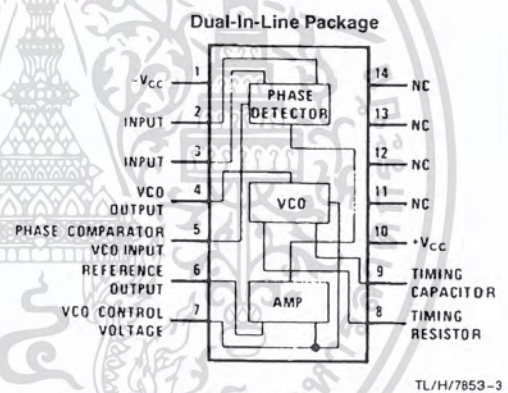 Dual-In-Line Package
-VCC
1
INPUT
2
INPUT
3
VCO
OUTPUT
4
PHASE COMPARATOR
VCO INPUT
5
REFERENCE
OUTPUT
6
VCO CONTROL
VOLTAGE
7
PHASE
DETECTOR
VCO
AMP
14
NC
13
NC
12
NC
11
NC
10
+VCC
9
TIMING
CAPACITOR
8
TIMING
RESISTOR
TL/H/7853-3